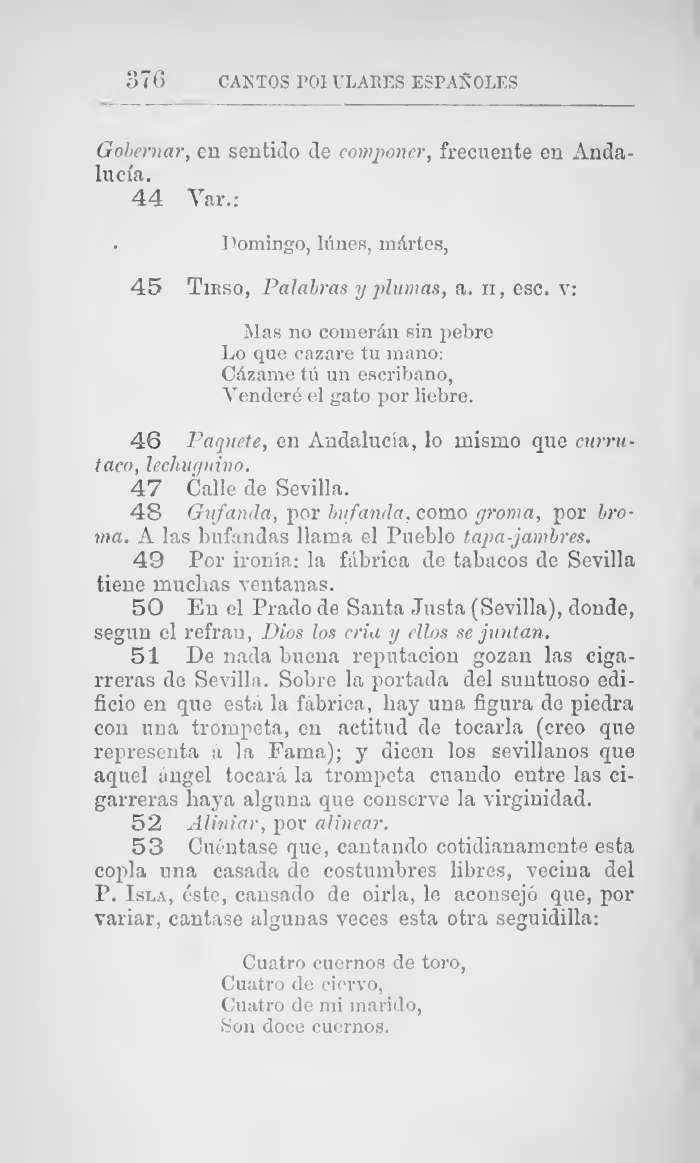 376 CANTOS POPULARES ESPAÑOLES
Gobernar, en sentido de componer, frecuente en Anda-
lucía.
44 Var.:
Domingo, lúnes, mártes,
45 TIRSO, Palabras y plumas, a. II, esc. v:
Mas no comerán sin pebre
Lo que cazare tu mano:
Cázame tú un escribano,
Venderé el gato por liebre.
46 Paquete, en Andalucía, lo mismo que curru-
taco, lechuguino.
47 Calle de Sevilla.
48 Gufanda, por bufanda, como groma, por bro-
ma. A las bufandas llama el Pueblo tapa-jambres.
49 Por ironía: la fábrica de tabacos de Sevilla
tiene muchas ventanas.
50 En el Prado de Santa Justa (Sevilla), donde,
segun el refran, Dios los cria y ellos se juntan.
51 De nada buena reputacion gozan las ciga-
rreras de Sevilla. Sobre la portada del suntuoso edi-
ficio en que está la fábrica, hay una figura de piedra
con una trompeta, en actitud de tocarla (creo que
representa á la Fama); y dicen los sevillanos que
aquel ángel tocará la trompeta cuando entre las ci-
garreras haya alguna que conserve la virginidad.
52 Aliniar, por alinear.
53 Cuéntase que, cantando cotidianamente esta
copla una casada de costumbres libres, vecina del
P. ISLA, éste, cansado de oirla, le aconsejó que, por
variar, cantase algunas veces esta otra seguidilla:
Cuatro cuernos de toro,
Cuatro de ciervo,
Cuatro de mi marido,
Son doce cuernos.